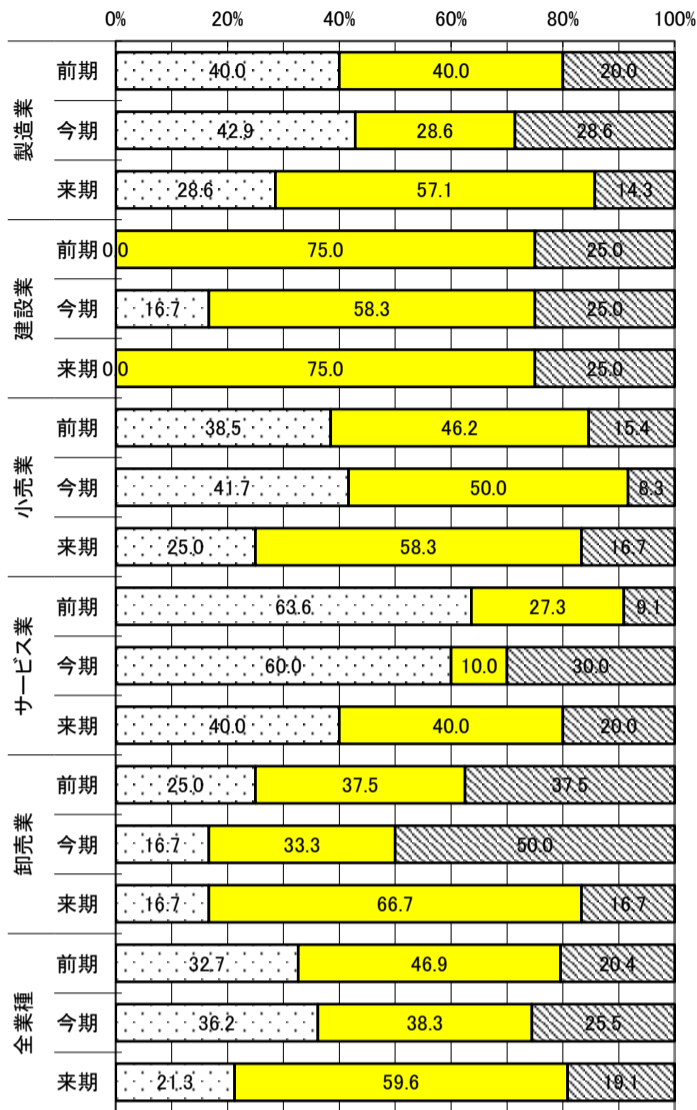 0% 20% 40% 60% 80% 100%
製造業
前期 40.0 40.0 20.0
今期 42.9 28.6 28.6
来期 28.6 57.1 14.3
建設業
前期 0.0 75.0 25.0
今期 16.7 58.3 25.0
来期 0.0 75.0 25.0
小売業
前期 38.5 46.2 15.4
今期 41.7 50.0 8.3
来期 25.0 58.3 16.7
サービス業
前期 63.6 27.3 9.1
今期 60.0 10.0 30.0
来期 40.0 40.0 20.0
卸売業
前期 25.0 37.5 37.5
今期 16.7 33.3 50.0
来期 16.7 66.7 16.7
全業種
前期 32.7 46.9 20.4
今期 36.2 38.3 25.5
来期 21.3 59.6 19.1